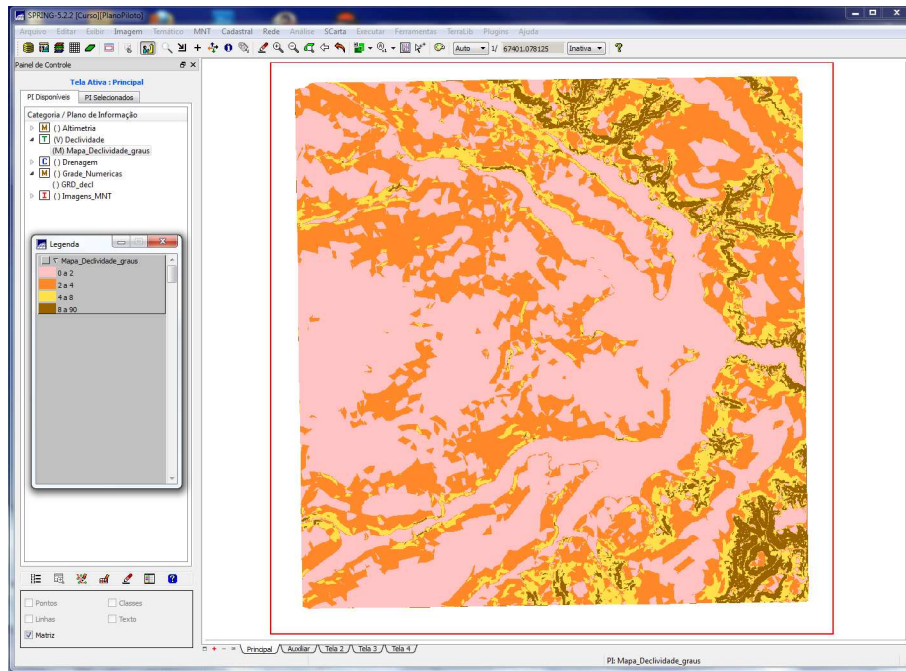 SPRING-5.2.2 [Curso][PlanoPiloto]
Arquivo Editar Exibir Imagem Temático MNT Cadastral Rede Análise SCarta Executar Ferramentas TerraLib Plugins Ajuda
Auto 1/ 67401.078125 Inativa
Painel de Controle
Tela Ativa : Principal
PI Disponíveis PI Selecionados
Categoria / Plano de Informação
M ( ) Altimetria
T (V) Declividade
(M) Mapa_Declividade_graus
C ( ) Drenagem
M ( ) Grade_Numericas
( ) GRD_decl
I ( ) Imagens_MNT
Legenda
Mapa_Declividade_graus
0 a 2
2 a 4
4 a 8
8 a 90
Pontos Classes
Linhas Texto
Matriz
Principal Auxiliar Tela 2 Tela 3 Tela 4
PI: Mapa_Declividade_graus